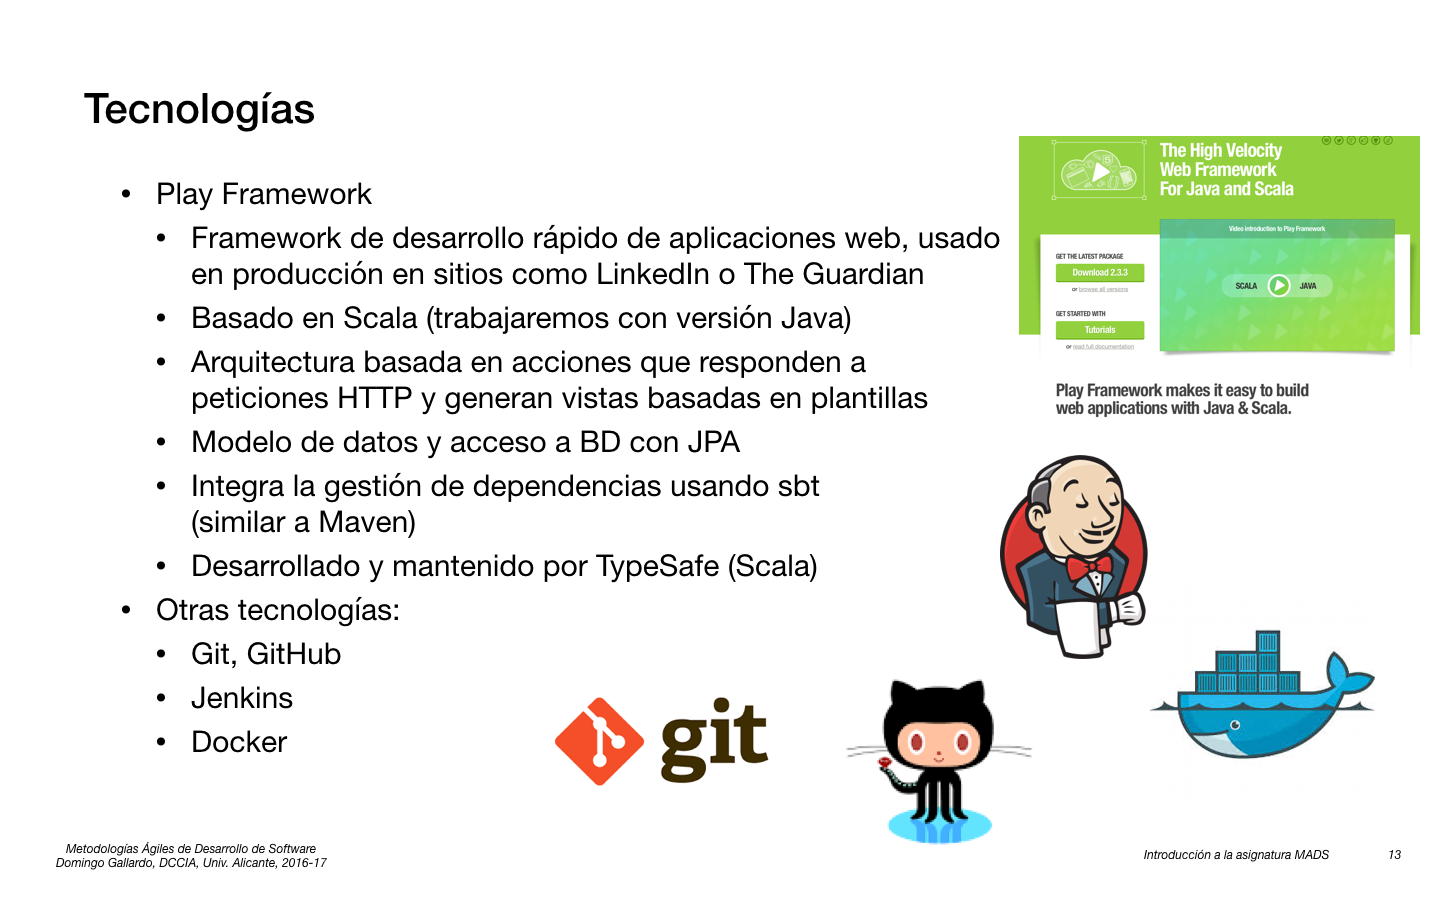 Tecnologías
• Play Framework
• Framework de desarrollo rápido de aplicaciones web, usado
en producción en sitios como LinkedIn o The Guardian
• Basado en Scala (trabajaremos con versión Java)
• Arquitectura basada en acciones que responden a
peticiones HTTP y generan vistas basadas en plantillas
• Modelo de datos y acceso a BD con JPA
• Integra la gestión de dependencias usando sbt
(similar a Maven)
• Desarrollado y mantenido por TypeSafe (Scala)
• Otras tecnologías:
• Git, GitHub
• Jenkins
• Docker
The High Velocity
Web Framework
For Java and Scala
Video introduction to Play Framework
GET THE LATEST PACKAGE
Download 2.3.3
or browse all versions
SCALA JAVA
GET STARTED WITH
Tutorials
or read full documentation
Play Framework makes it easy to build
web applications with Java & Scala.
git
Metodologías Ágiles de Desarrollo de Software
Domingo Gallardo, DCCIA, Univ. Alicante, 2016-17
Introducción a la asignatura MADS 13